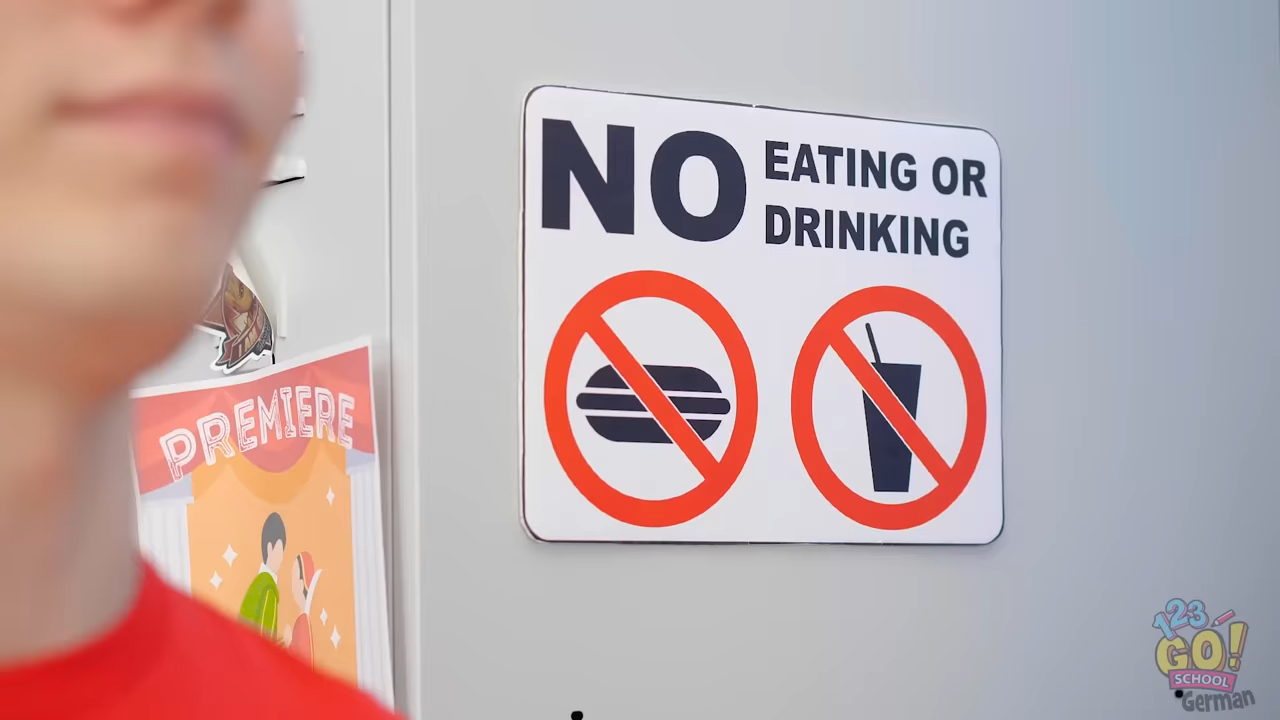 NO EATING OR
DRINKING
PREMIERE
123
GO!
SCHOOL
German